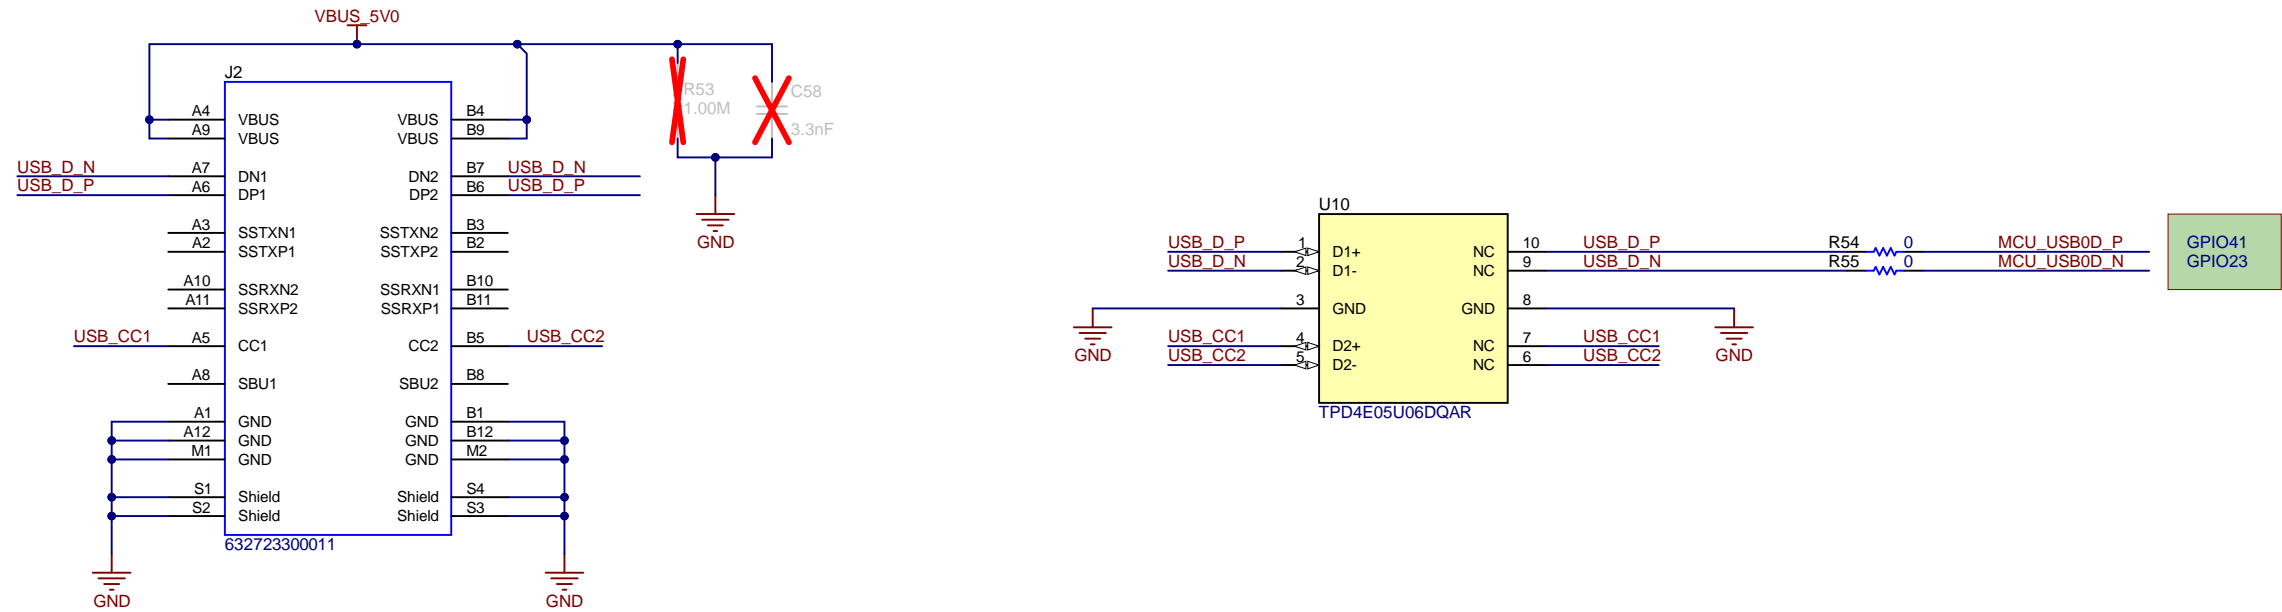 VBUS_5V0
J2
R53
1.00M
C58
3.3nF
A4 VBUS VBUS B4
A9 VBUS VBUS B9
USB_D_N A7 DN1 DN2 B7 USB_D_N
USB_D_P A6 DP1 DP2 B6 USB_D_P
A3 SSTXN1 SSTXN2 B3
A2 SSTXP1 SSTXP2 B2
A10 SSRXN2 SSRXN1 B10
A11 SSRXP2 SSRXP1 B11
USB_CC1 A5 CC1 CC2 B5 USB_CC2
A8 SBU1 SBU2 B8
A1 GND GND B1
A12 GND GND B12
M1 GND GND M2
S1 Shield Shield S4
S2 Shield Shield S3
632723300011
GND
GND
GND
U10
USB_D_P 1 D1+ NC 10 USB_D_P R54 0 MCU_USB0D_P GPIO41
USB_D_N 2 D1- NC 9 USB_D_N R55 0 MCU_USB0D_N GPIO23
3 GND GND 8
USB_CC1 4 D2+ NC 7 USB_CC1
USB_CC2 5 D2- NC 6 USB_CC2
GND
GND
TPD4E05U06DQAR